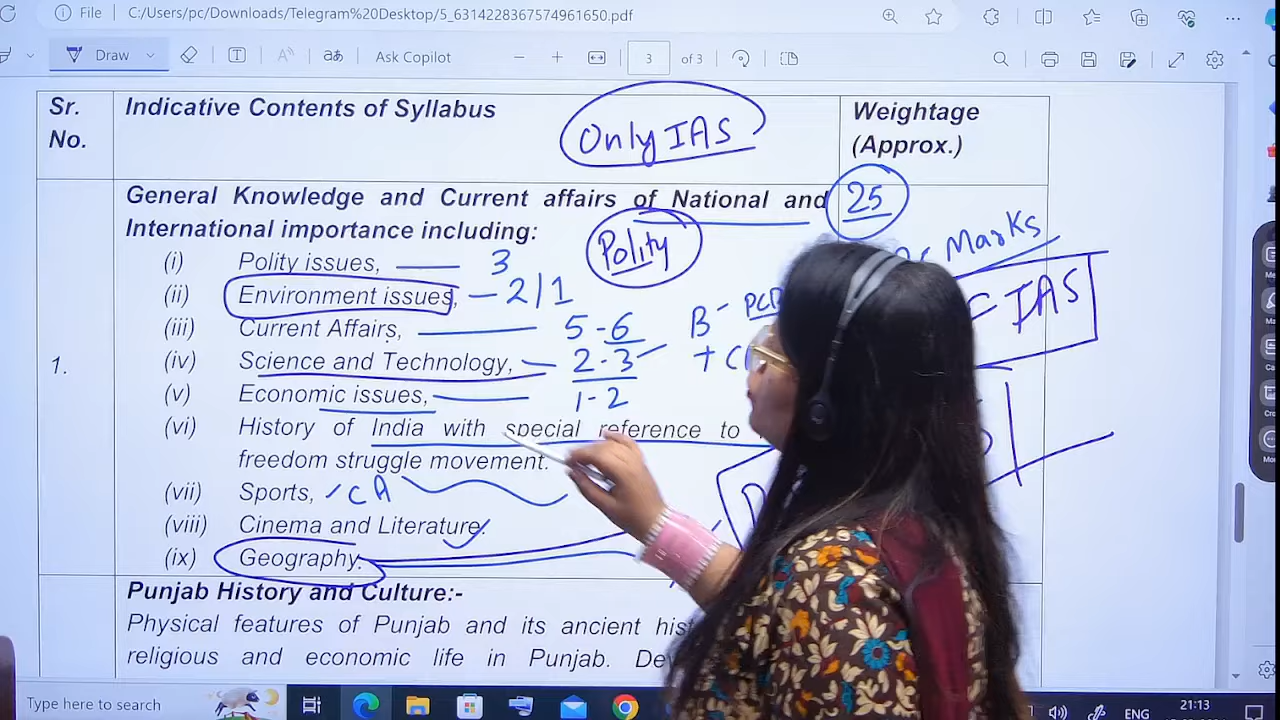 File C:/Users/pc/Downloads/Telegram%20Desktop/5_6314228367574961650.pdf
Draw Ask Copilot 3 of 3
Sr. No. Indicative Contents of Syllabus Only IAS Weightage (Approx.)
General Knowledge and Current affairs of National and 25
International importance including: Polity Marks
(i) Polity issues, 3
(ii) Environment issues, - 2/1 IAS
(iii) Current Affairs, 5-6 B-
1. (iv) Science and Technology, 2-3 +
(v) Economic issues, 1-2
(vi) History of India with special reference to
freedom struggle movement.
(vii) Sports, CA
(viii) Cinema and Literature.
(ix) Geography.
Punjab History and Culture:-
Physical features of Punjab and its ancient
religious and economic life in Punjab.
Type here to search ENG 21:13